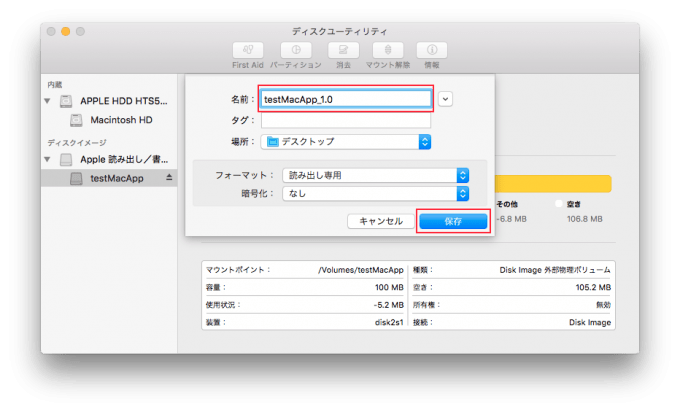 ディスクユーティリティ
First Aid パーティション 消去 マウント解除 情報
内蔵
APPLE HDD HTS5...
Macintosh HD
ディスクイメージ
Apple 読み出し／書...
testMacApp
名前： testMacApp_1.0
タグ：
場所： デスクトップ
フォーマット： 読み出し専用
暗号化： なし
キャンセル 保存
その他 空き
-6.8 MB 106.8 MB
マウントポイント： /Volumes/testMacApp 種類： Disk Image 外部物理ボリューム
容量： 100 MB 空き： 105.2 MB
使用状況： -5.2 MB 所有権： 無効
装置： disk2s1 接続： Disk Image